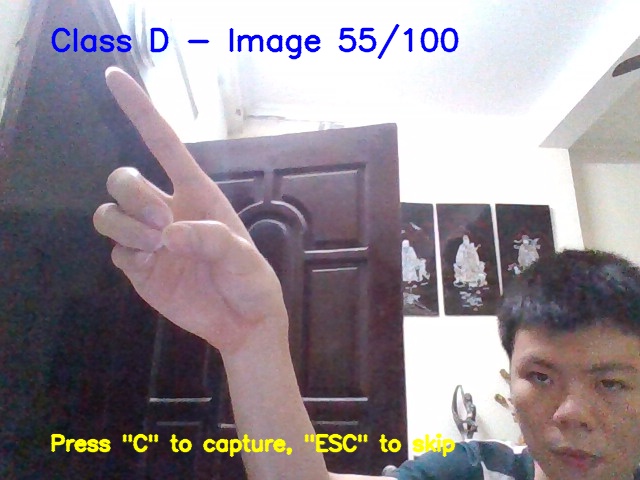 Class D - Image 55/100
Press "C" to capture, "ESC" to skip